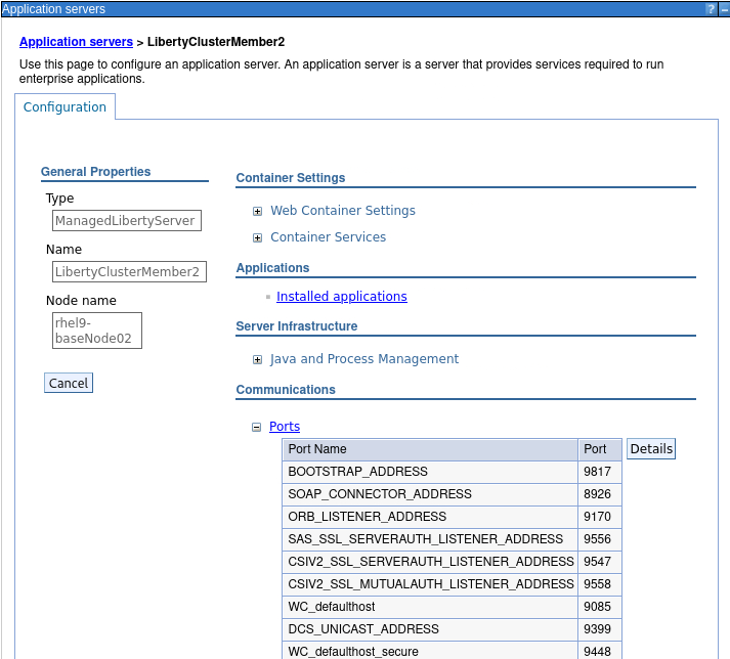 Application servers
? –
Application servers > LibertyClusterMember2
Use this page to configure an application server. An application server is a server that provides services required to run
enterprise applications.
Configuration
General Properties
Type
ManagedLibertyServer
Name
LibertyClusterMember2
Node name
rhel9-
baseNode02
Cancel
Container Settings
Web Container Settings
Container Services
Applications
Installed applications
Server Infrastructure
Java and Process Management
Communications
Ports
Port Name Port Details
BOOTSTRAP_ADDRESS 9817
SOAP_CONNECTOR_ADDRESS 8926
ORB_LISTENER_ADDRESS 9170
SAS_SSL_SERVERAUTH_LISTENER_ADDRESS 9556
CSIV2_SSL_SERVERAUTH_LISTENER_ADDRESS 9547
CSIV2_SSL_MUTUALAUTH_LISTENER_ADDRESS 9558
WC_defaulthost 9085
DCS_UNICAST_ADDRESS 9399
WC_defaulthost_secure 9448